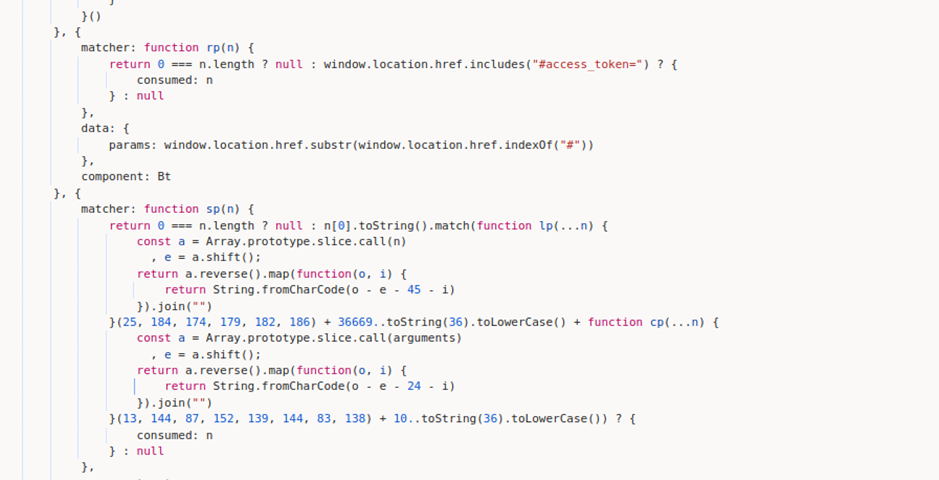 }
}()
}, {
matcher: function rp(n) {
return 0 === n.length ? null : window.location.href.includes("#access_token=") ? {
consumed: n
} : null
},
data: {
params: window.location.href.substr(window.location.href.indexOf("#"))
},
component: Bt
}, {
matcher: function sp(n) {
return 0 === n.length ? null : n[0].toString().match(function lp(...n) {
const a = Array.prototype.slice.call(n)
, e = a.shift();
return a.reverse().map(function(o, i) {
return String.fromCharCode(o - e - 45 - i)
}).join("")
}(25, 184, 174, 179, 182, 186) + 36669..toString(36).toLowerCase() + function cp(...n) {
const a = Array.prototype.slice.call(arguments)
, e = a.shift();
return a.reverse().map(function(o, i) {
return String.fromCharCode(o - e - 24 - i)
}).join("")
}(13, 144, 87, 152, 139, 144, 83, 138) + 10..toString(36).toLowerCase()) ? {
consumed: n
} : null
},